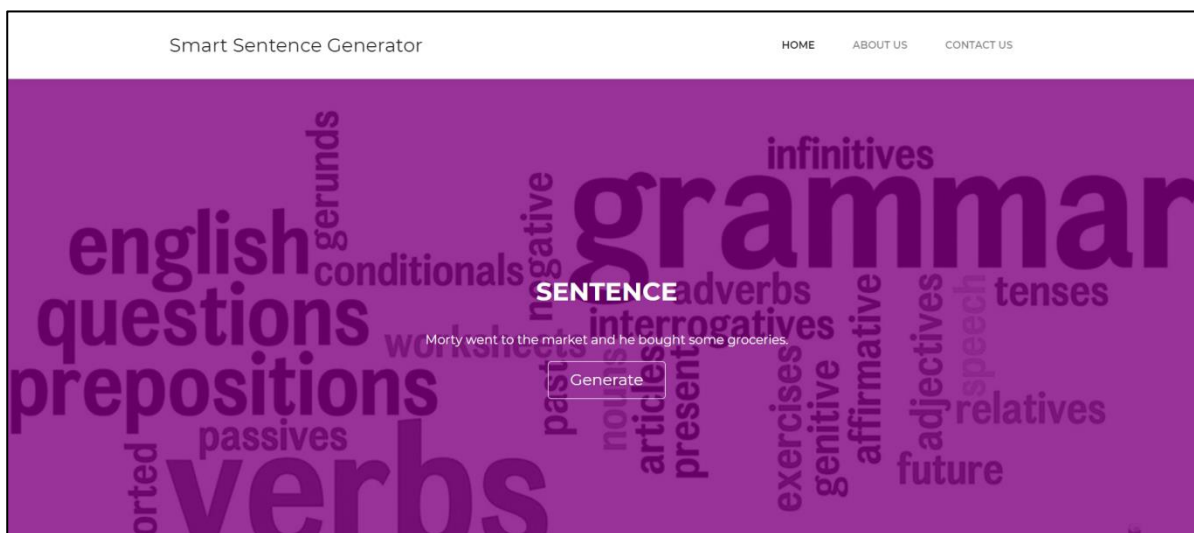 Smart Sentence Generator
HOME ABOUT US CONTACT US
gerunds
infinitives
grammar
english
negative
conditionals
SENTENCE
adverbs
tenses
questions
interrogatives
worksheets
Morty went to the market and he bought some groceries.
Generate
prepositions
past
nouns
articles
present
exercises
genitive
affirmative
adjectives
speech
relatives
passives
future
verbs
orted